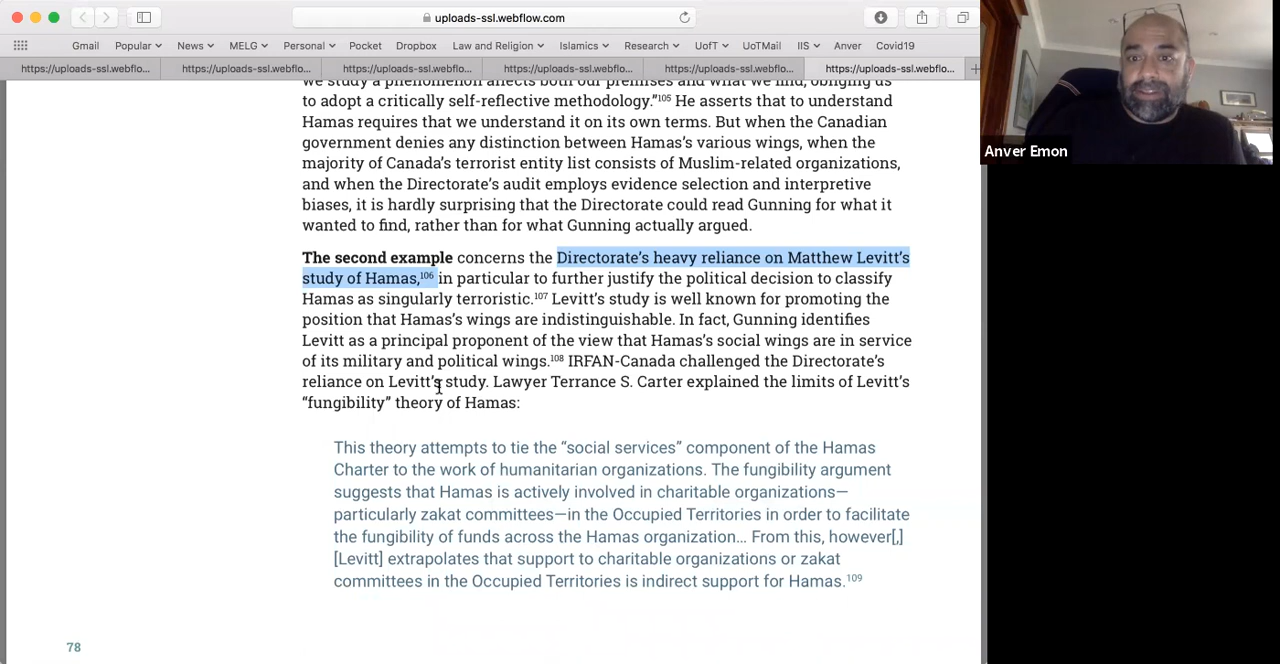 uploads-ssl.webflow.com
Gmail Popular News MELG Personal Pocket Dropbox Law and Religion Islamics Research UofT UoTMail IIS Anver Covid19
https://uploads-ssl.webflo... https://uploads-ssl.webflo... https://uploads-ssl.webflo... https://uploads-ssl.webflo... https://uploads-ssl.webflo... https://uploads-ssl.webflo...
we study a phenomenon affects both our premises and what we find, obliging us
to adopt a critically self-reflective methodology.”105 He asserts that to understand
Hamas requires that we understand it on its own terms. But when the Canadian
government denies any distinction between Hamas’s various wings, when the
majority of Canada’s terrorist entity list consists of Muslim-related organizations,
and when the Directorate’s audit employs evidence selection and interpretive
biases, it is hardly surprising that the Directorate could read Gunning for what it
wanted to find, rather than for what Gunning actually argued.
The second example concerns the Directorate’s heavy reliance on Matthew Levitt’s
study of Hamas,106 in particular to further justify the political decision to classify
Hamas as singularly terroristic.107 Levitt’s study is well known for promoting the
position that Hamas’s wings are indistinguishable. In fact, Gunning identifies
Levitt as a principal proponent of the view that Hamas’s social wings are in service
of its military and political wings.108 IRFAN-Canada challenged the Directorate’s
reliance on Levitt’s study. Lawyer Terrance S. Carter explained the limits of Levitt’s
“fungibility” theory of Hamas:
This theory attempts to tie the “social services” component of the Hamas
Charter to the work of humanitarian organizations. The fungibility argument
suggests that Hamas is actively involved in charitable organizations—
particularly zakat committees—in the Occupied Territories in order to facilitate
the fungibility of funds across the Hamas organization... From this, however[,]
[Levitt] extrapolates that support to charitable organizations or zakat
committees in the Occupied Territories is indirect support for Hamas.109
78
Anver Emon